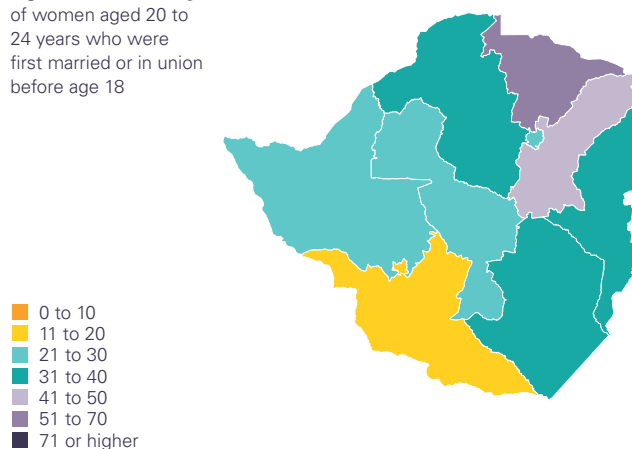 of women aged 20 to
24 years who were
first married or in union
before age 18
0 to 10
11 to 20
21 to 30
31 to 40
41 to 50
51 to 70
71 or higher